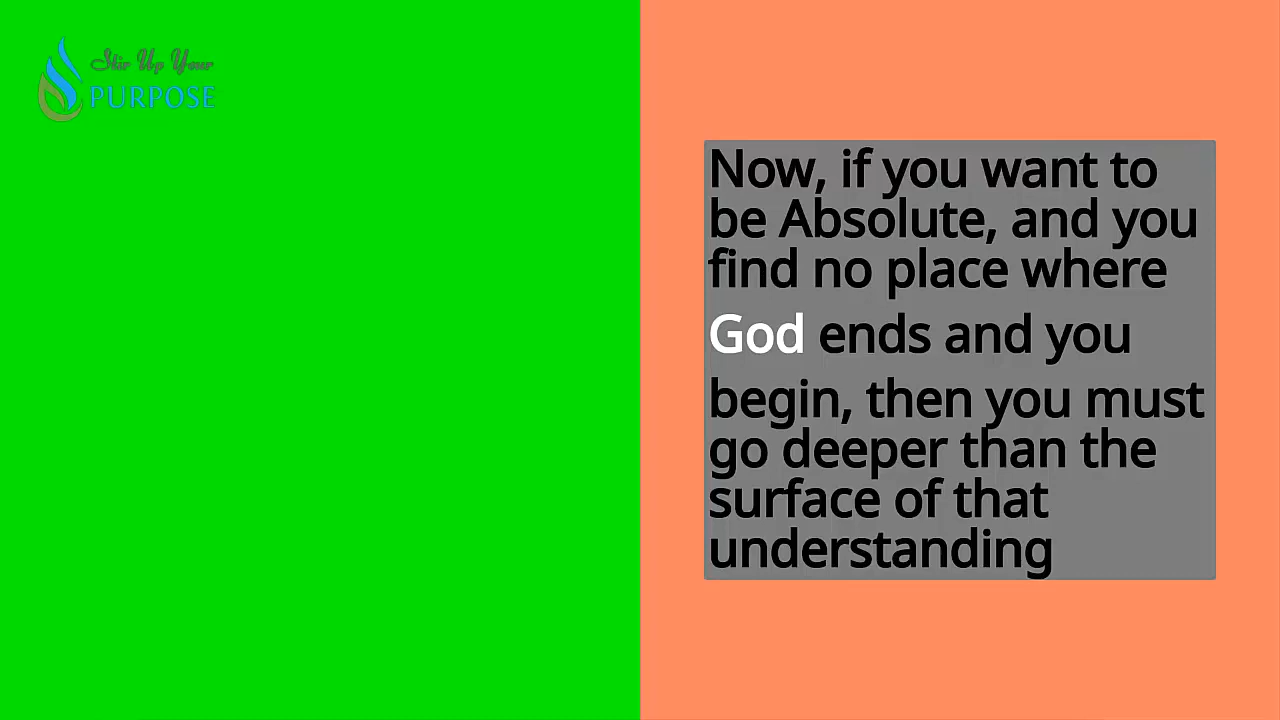 Stir Up Your
PURPOSE
Now, if you want to
be Absolute, and you
find no place where
God ends and you
begin, then you must
go deeper than the
surface of that
understanding